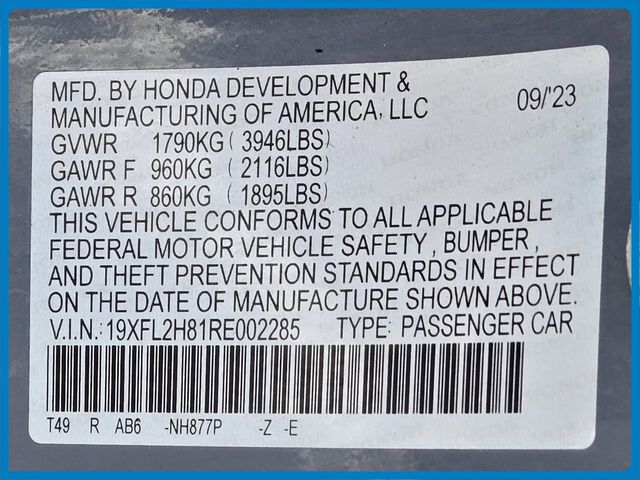 MFD. BY HONDA DEVELOPMENT &
MANUFACTURING OF AMERICA, LLC 09/'23
GVWR 1790KG ( 3946LBS)
GAWR F 960KG ( 2116LBS)
GAWR R 860KG ( 1895LBS)
THIS VEHICLE CONFORMS TO ALL APPLICABLE
FEDERAL MOTOR VEHICLE SAFETY, BUMPER,
AND THEFT PREVENTION STANDARDS IN EFFECT
ON THE DATE OF MANUFACTURE SHOWN ABOVE.
V.I.N.:19XFL2H81RE002285 TYPE: PASSENGER CAR
T49 R AB6 -NH877P -Z -E